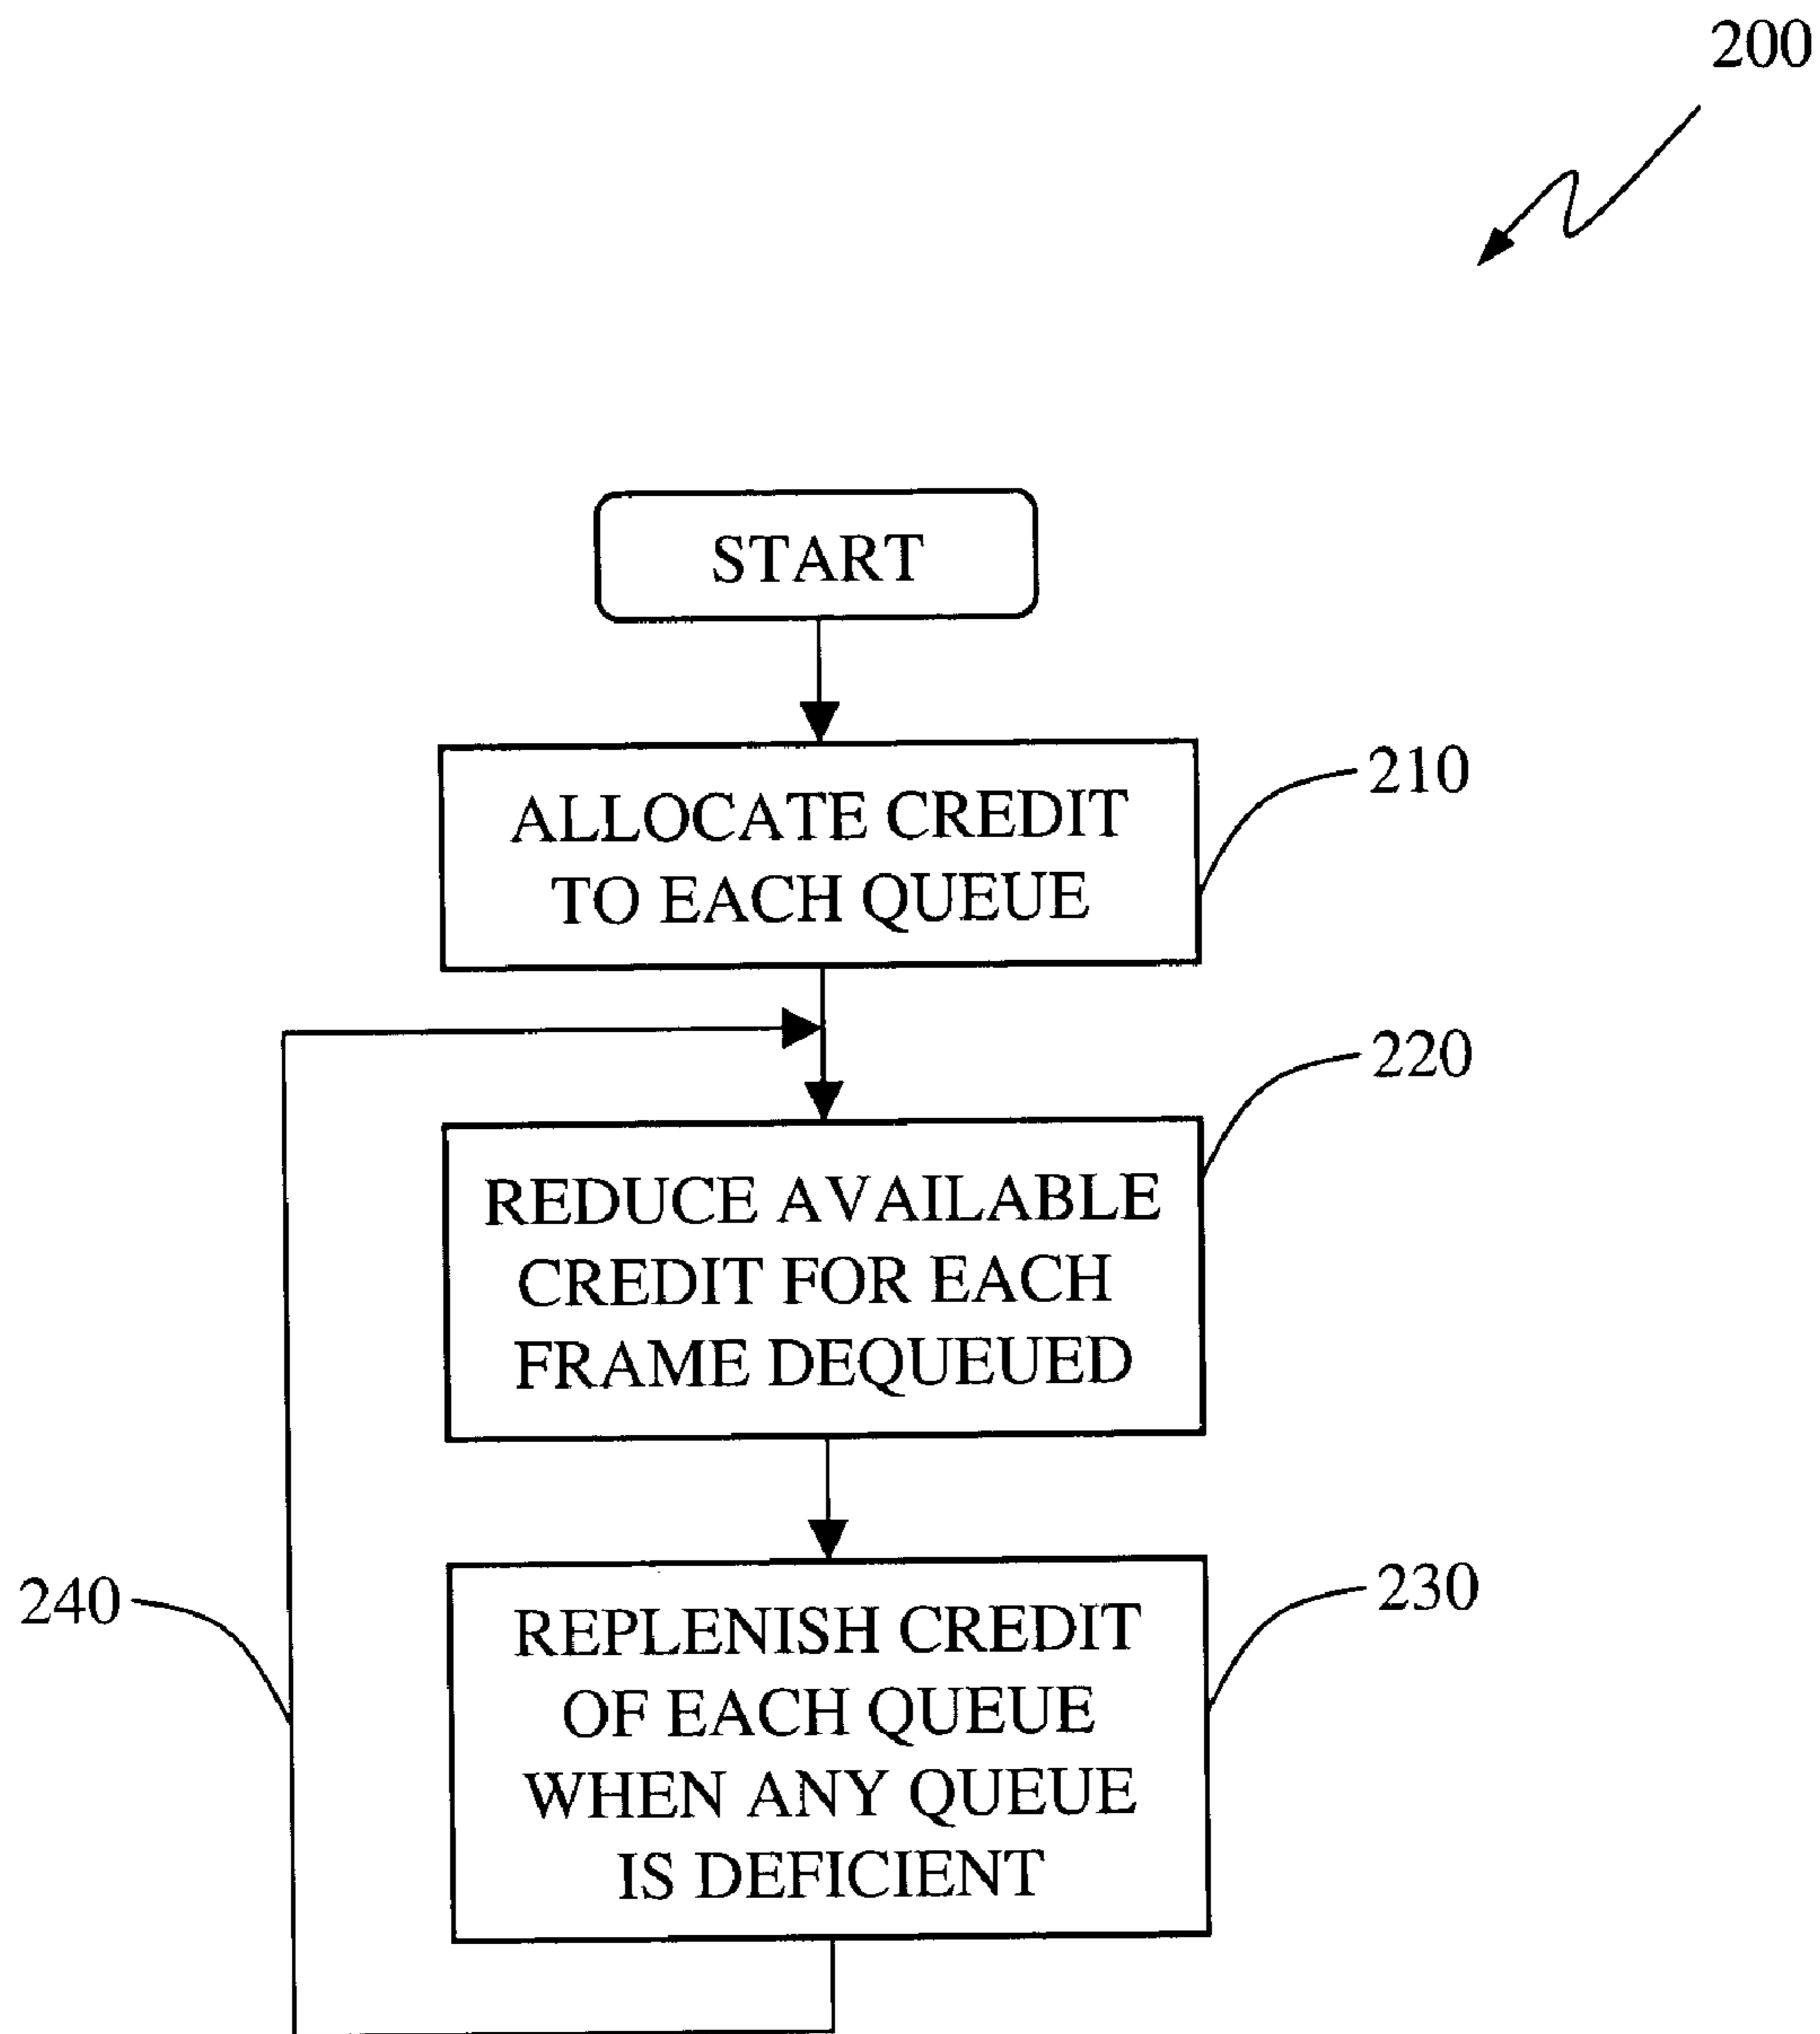 200
START
ALLOCATE CREDIT
TO EACH QUEUE
210
REDUCE AVAILABLE
CREDIT FOR EACH
FRAME DEQUEUED
220
REPLENISH CREDIT
OF EACH QUEUE
WHEN ANY QUEUE
IS DEFICIENT
230
240